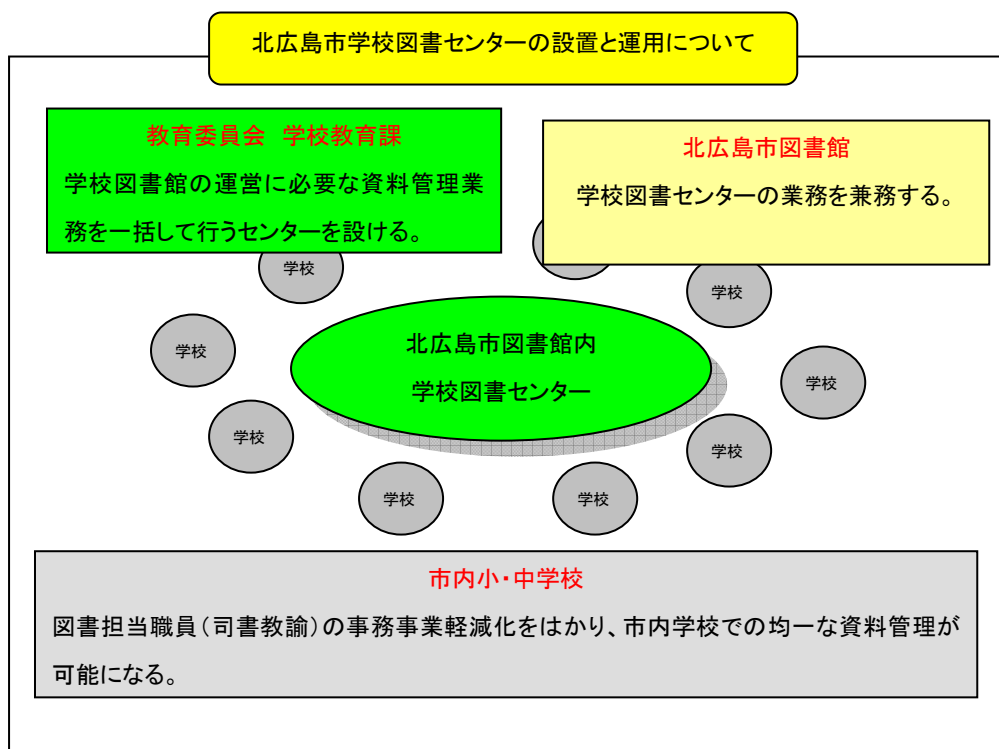 北広島市学校図書センターの設置と運用について
教育委員会 学校教育課
学校図書館の運営に必要な資料管理業
務を一括して行うセンターを設ける。
北広島市図書館
学校図書センターの業務を兼務する。
学校
学校
学校
学校
学校
学校
学校
学校
学校
北広島市図書館内
学校図書センター
市内小・中学校
図書担当職員（司書教諭）の事務事業軽減化をはかり、市内学校での均一な資料管理が
可能になる。